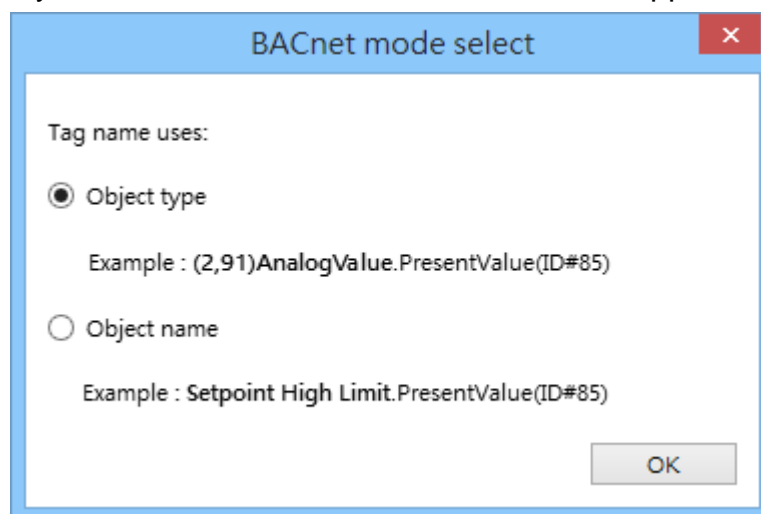 BACnet mode select
Tag name uses:
Object type
Example : (2,91)AnalogValue.PresentValue(ID#85)
Object name
Example : Setpoint High Limit.PresentValue(ID#85)
OK